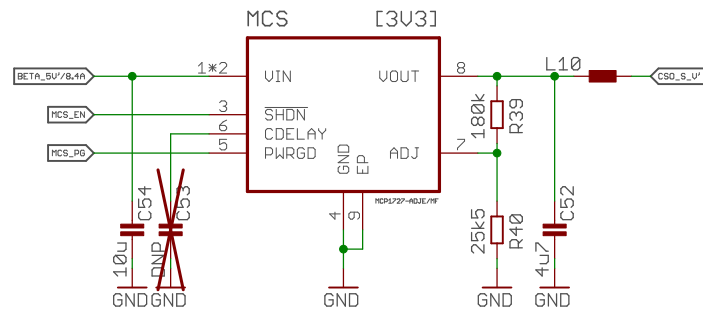 MCS [3V3]
L10
BETA_5V'/8.4A 1*2 VIN VOUT 8 CSO_S_V'
MCS_EN 3 SHDN
6 CDELAY
MCS_PG 5 PWRGD ADJ 7
GND
EP
180k R39
MCP1727-ADJE/MF
4 9
10u C54
DNP C53
25k5 R40
4u7 C52
GND GND GND GND GND